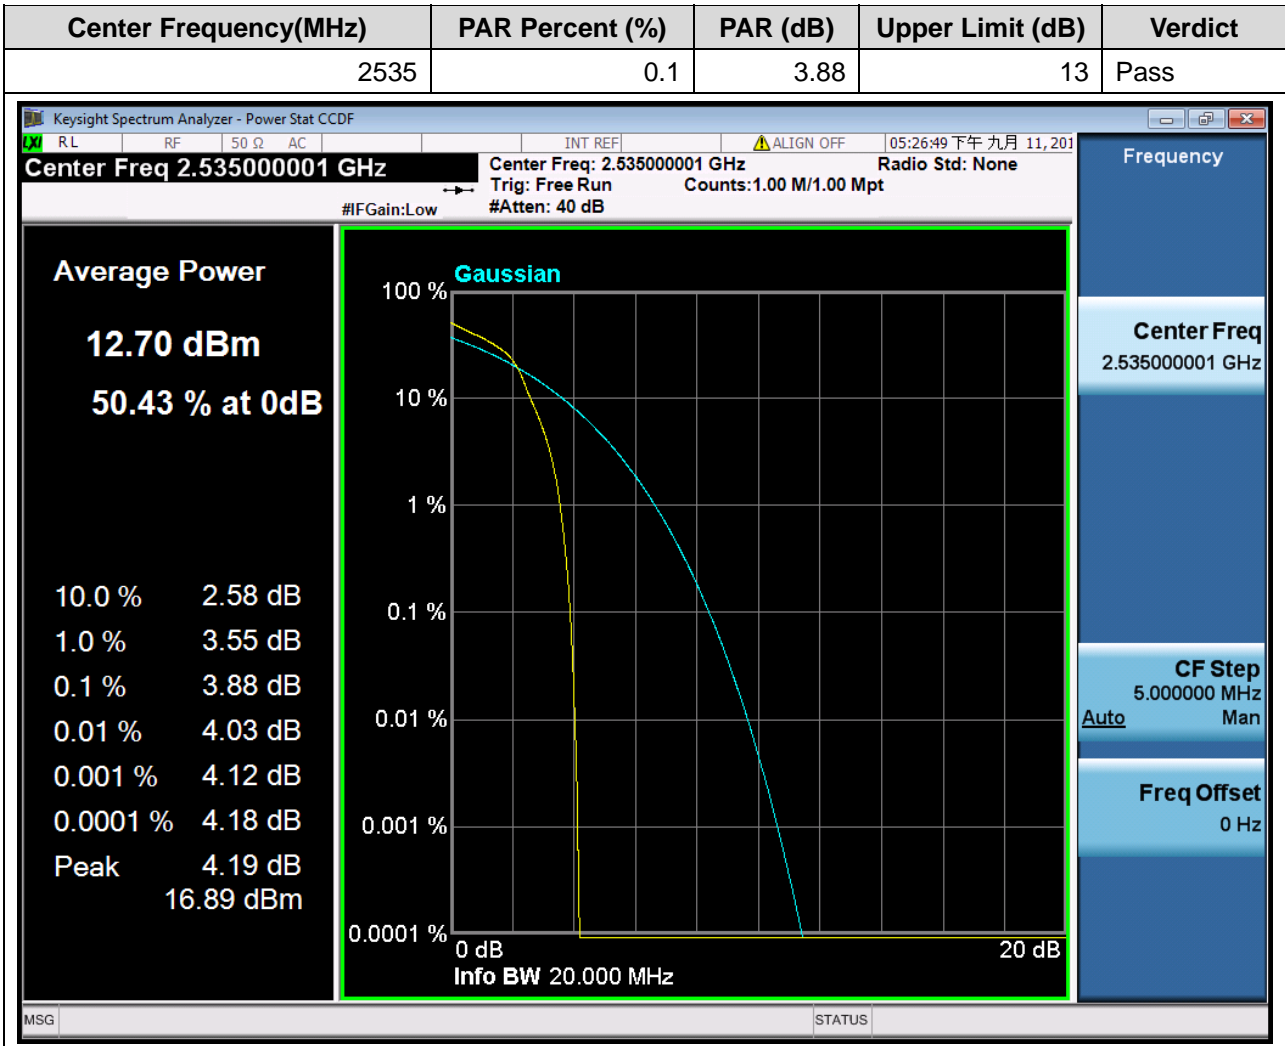 Center Frequency(MHz) PAR Percent (%) PAR (dB) Upper Limit (dB) Verdict
2535 0.1 3.88 13 Pass
Keysight Spectrum Analyzer - Power Stat CCDF
LXI RL RF 50 Ω AC INT REF ALIGN OFF 05:26:49 下午 九月 11, 201
Center Freq 2.535000001 GHz
Center Freq: 2.535000001 GHz Radio Std: None
Trig: Free Run Counts:1.00 M/1.00 Mpt
#IFGain:Low #Atten: 40 dB
Average Power
12.70 dBm
50.43 % at 0dB
10.0 % 2.58 dB
1.0 % 3.55 dB
0.1 % 3.88 dB
0.01 % 4.03 dB
0.001 % 4.12 dB
0.0001 % 4.18 dB
Peak 4.19 dB
16.89 dBm
Gaussian
100 %
10 %
1 %
0.1 %
0.01 %
0.001 %
0.0001 %
0 dB 20 dB
Info BW 20.000 MHz
Frequency
Center Freq
2.535000001 GHz
CF Step
5.000000 MHz
Auto Man
Freq Offset
0 Hz
MSG STATUS